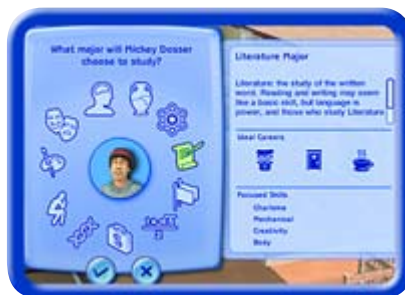 What major will Mickey Dosser
choose to study?
Literature Major
Literature: the study of the written
word. Reading and writing may seem
like a basic skill, but language is
power, and those who study Literature
Ideal Careers
Focused Skills
Charisma
Mechanical
Creativity
Body